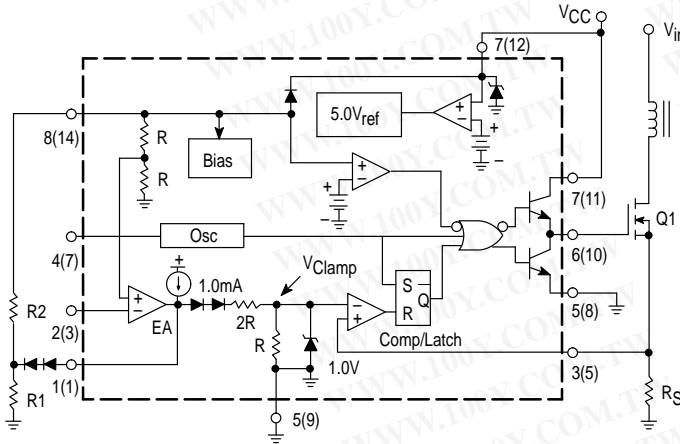 WWW.100Y.COM.TW
VCC
Vin
7(12)
8(14)
R
R
Bias
5.0Vref
+
−
+
−
+
−
+
−
7(11)
Q1
4(7)
Osc
6(10)
+
1.0mA
VClamp
S
Q
R
5(8)
R2
+
−
EA
2(3)
2R
R
1.0V
−
+
Comp/Latch
1(1)
3(5)
R1
5(9)
RS